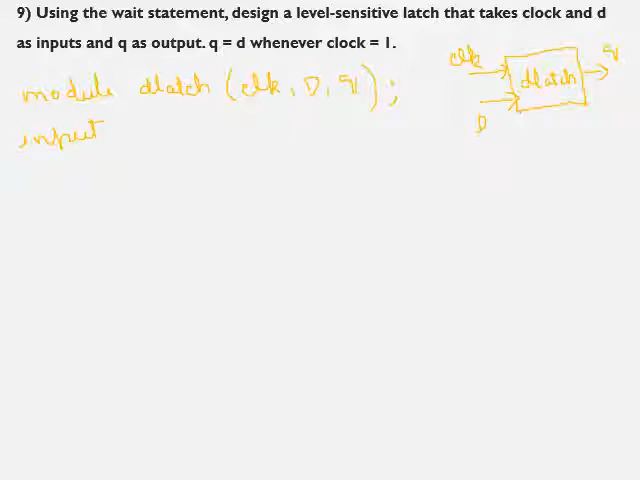 9) Using the wait statement, design a level-sensitive latch that takes clock and d
as inputs and q as output. q = d whenever clock = 1.
clk
q
dlatch
D
module dlatch (clk, D, q);
input